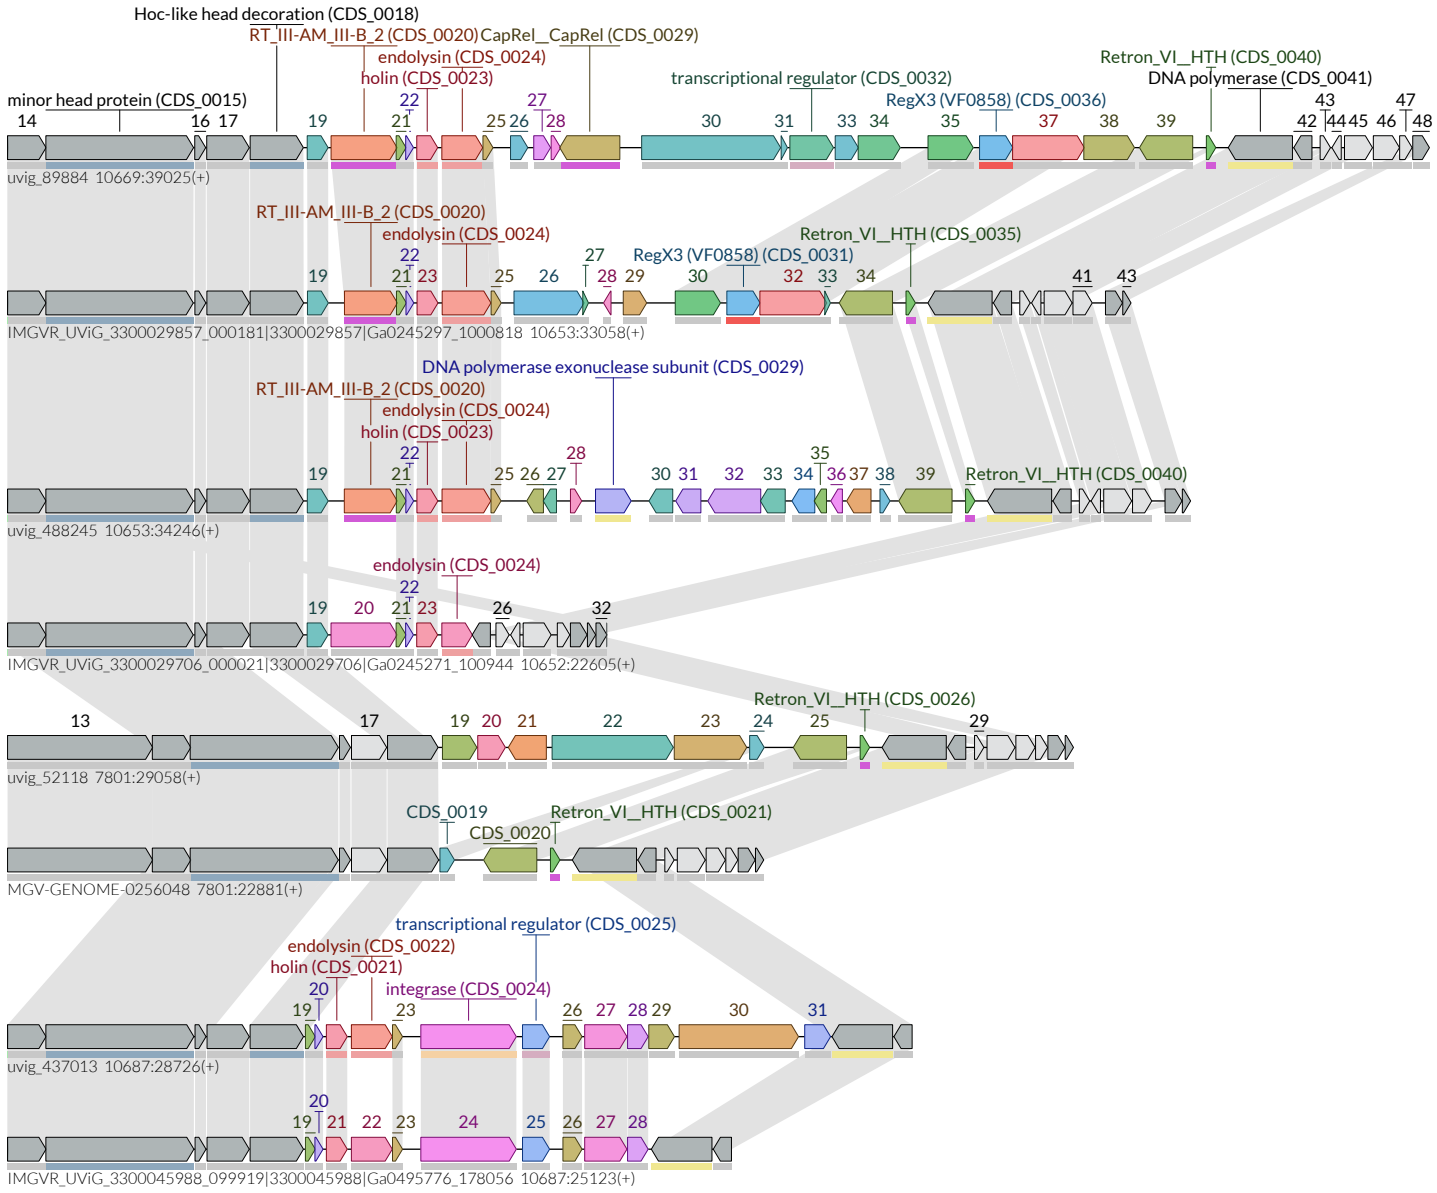 Hoc-like head decoration (CDS_0018)
RT_III-AM_III-B_2 (CDS_0020) CapRel__CapRel (CDS_0029)
endolysin (CDS_0024) Retron_VI__HTH (CDS_0040)
holin (CDS_0023) transcriptional regulator (CDS_0032) DNA polymerase (CDS_0041)
minor head protein (CDS_0015) 22 27 RegX3 (VF0858) (CDS_0036) 43 47
14 16 17 19 21 25 26 28 30 31 33 34 35 37 38 39 42 44 45 46 48
uvig_89884 10669:39025(+)
RT_III-AM_III-B_2 (CDS_0020)
endolysin (CDS_0024) Retron_VI__HTH (CDS_0035)
22 27 RegX3 (VF0858) (CDS_0031)
19 21 23 25 26 28 29 30 32 33 34 41 43
IMGVR_UViG_3300029857_000181|3300029857|Ga0245297_1000818 10653:33058(+)
DNA polymerase exonuclease subunit (CDS_0029)
RT_III-AM_III-B_2 (CDS_0020)
endolysin (CDS_0024)
holin (CDS_0023)
22 28 35
19 21 25 26 27 30 31 32 33 34 36 37 38 39 Retron_VI__HTH (CDS_0040)
uvig_488245 10653:34246(+)
endolysin (CDS_0024)
22
19 20 21 23 26 32
IMGVR_UViG_3300029706_000021|3300029706|Ga0245271_100944 10652:22605(+)
Retron_VI__HTH (CDS_0026)
13 17 19 20 21 22 23 24 25 29
uvig_52118 7801:29058(+)
CDS_0019 Retron_VI__HTH (CDS_0021)
CDS_0020
MGV-GENOME-0256048 7801:22881(+)
transcriptional regulator (CDS_0025)
endolysin (CDS_0022)
holin (CDS_0021)
20 integrase (CDS_0024)
19 23 26 27 28 29 30 31
uvig_437013 10687:28726(+)
20
19 21 22 23 24 25 26 27 28
IMGVR_UViG_3300045988_099919|3300045988|Ga0495776_178056 10687:25123(+)